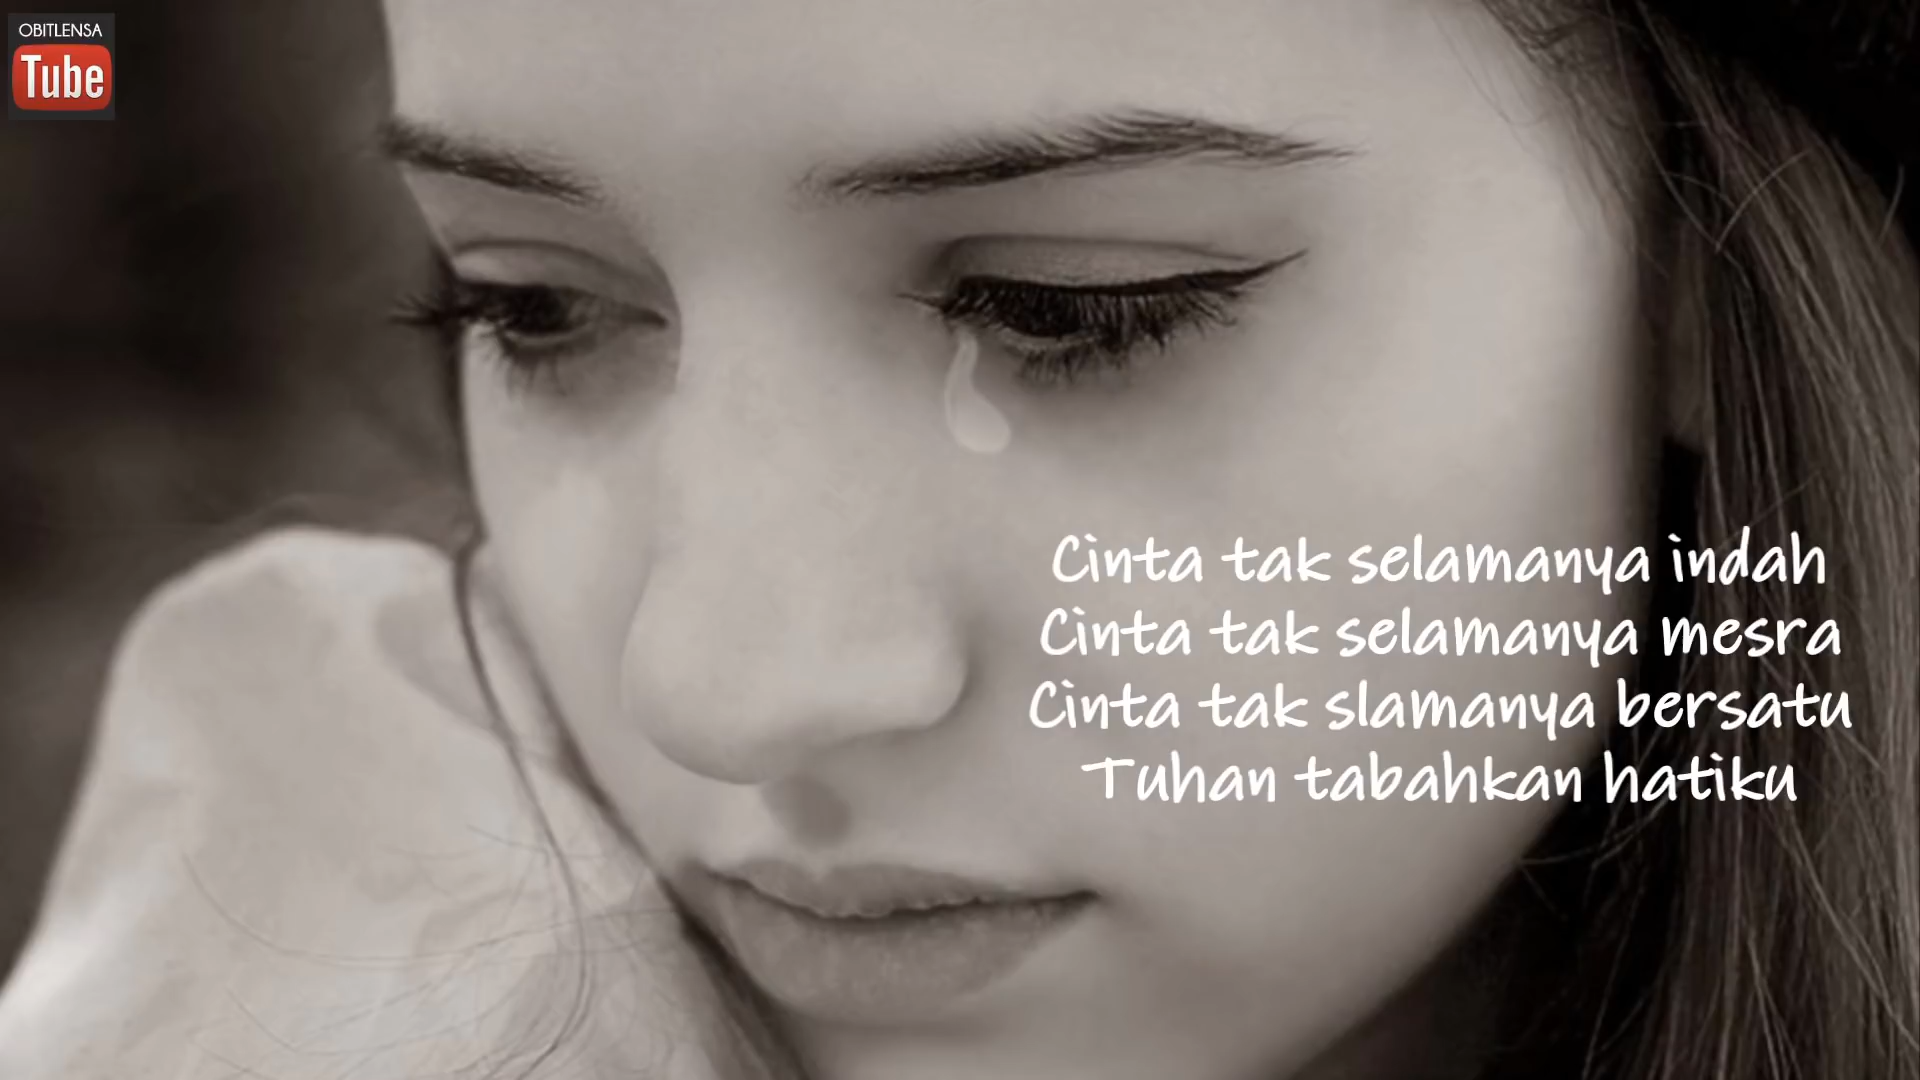 OBITLENSA
Tube
Cinta tak selamanya indah
Cinta tak selamanya mesra
Cinta tak slamanya bersatu
Tuhan tabahkan hatiku